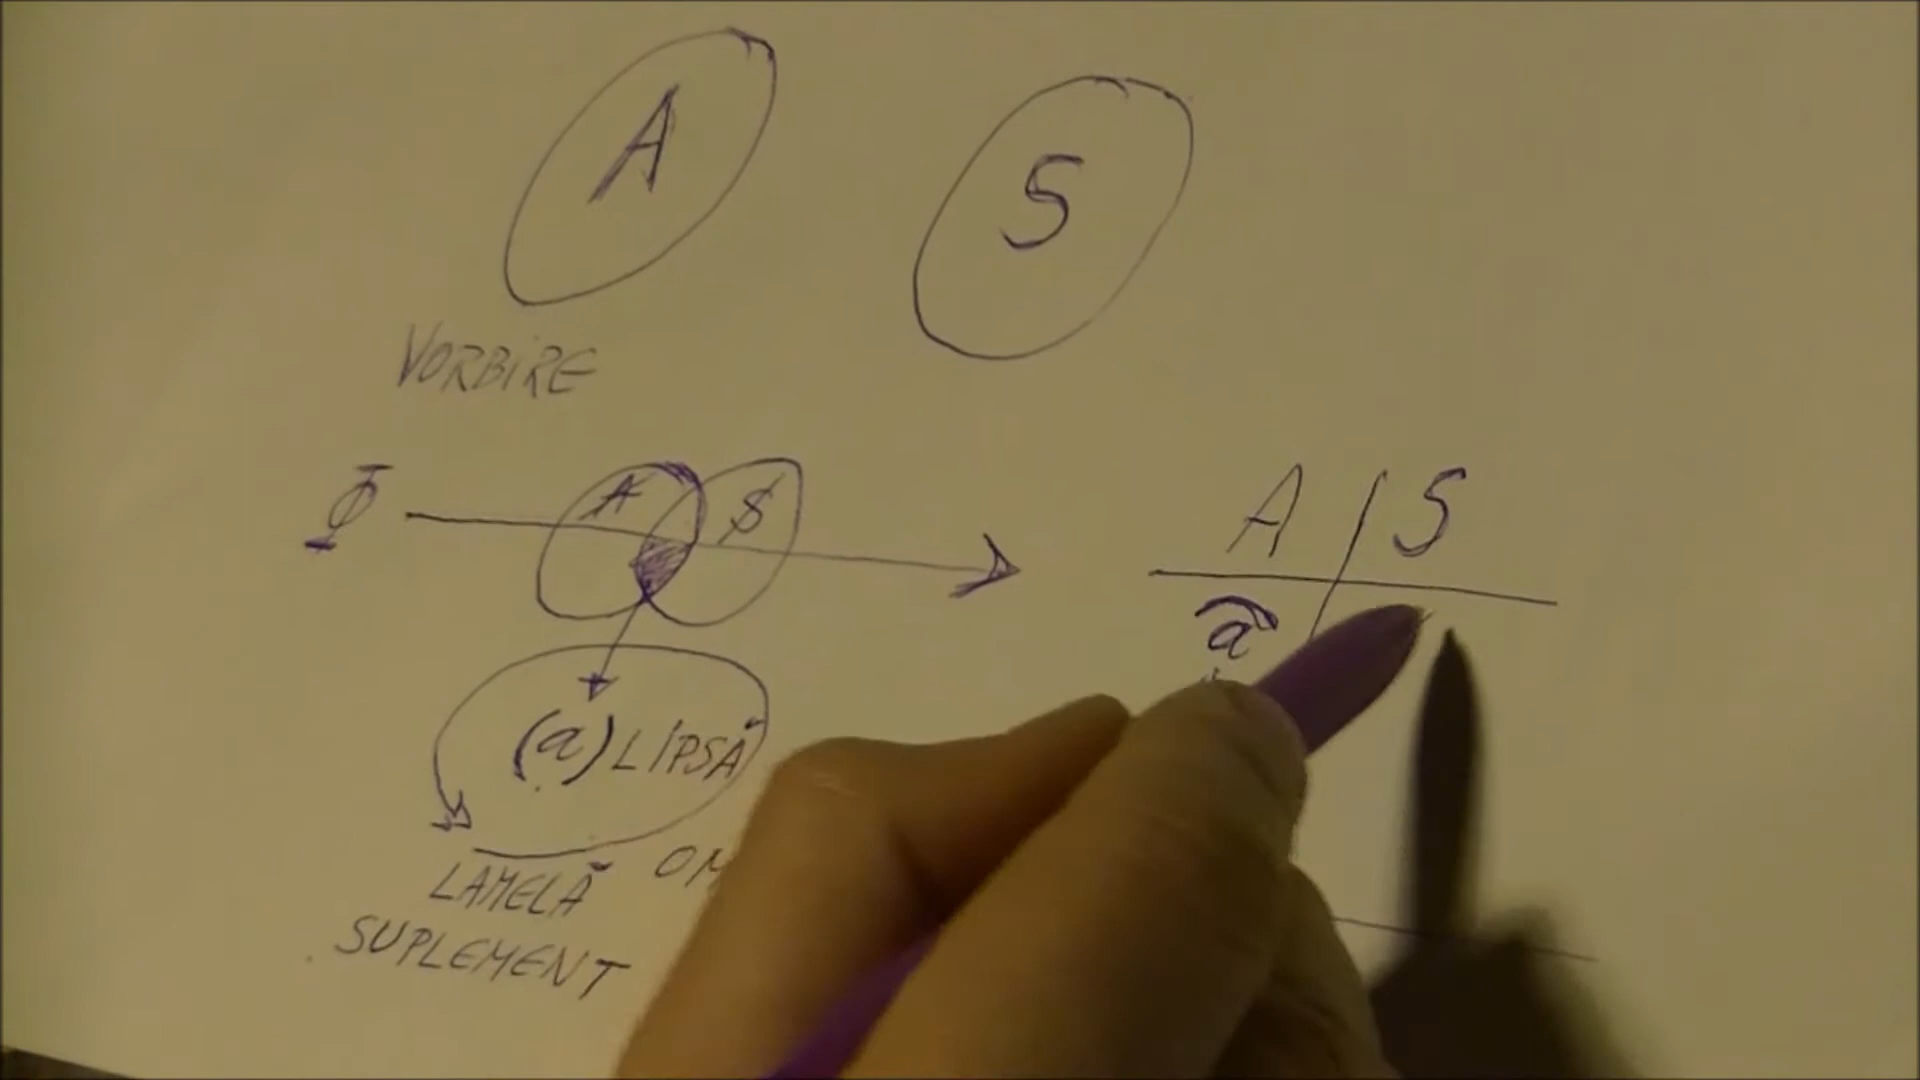 A
S
VORBIRE
Φ
A $
A S
a
(a) LIPSĂ
LAMELĂ
SUPLEMENT